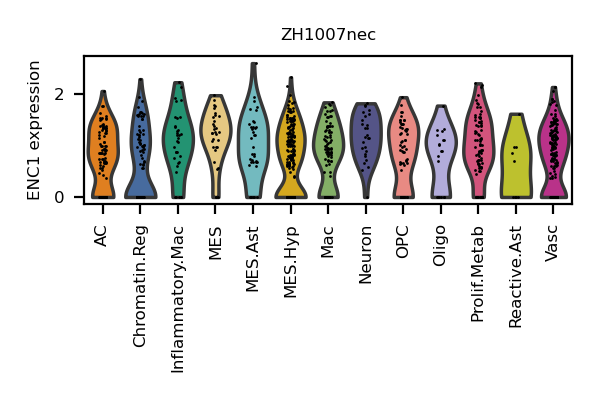 ZH1007nec
ENC1 expression
2
0
AC
Chromatin.Reg
Inflammatory.Mac
MES
MES.Ast
MES.Hyp
Mac
Neuron
OPC
Oligo
Prolif.Metab
Reactive.Ast
Vasc